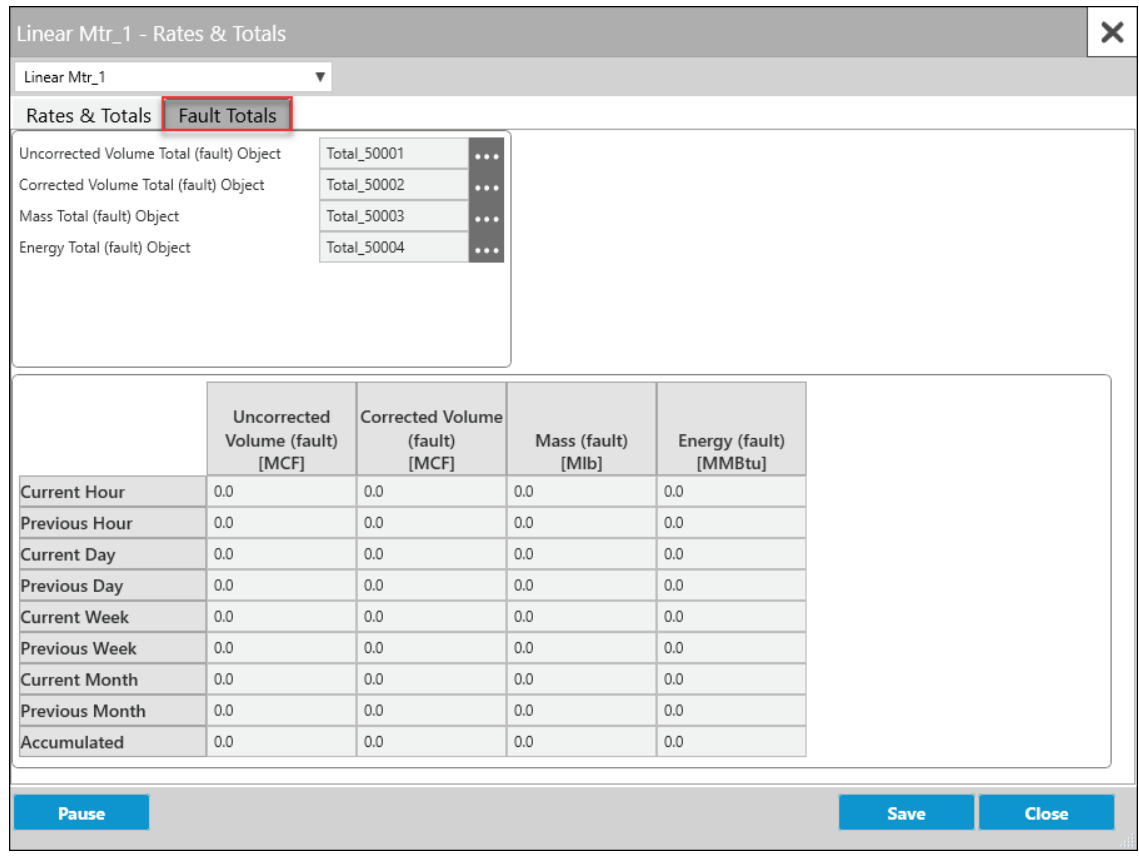 Linear Mtr_1 - Rates & Totals
Linear Mtr_1
Rates & Totals Fault Totals
Uncorrected Volume Total (fault) Object Total_50001 ...
Corrected Volume Total (fault) Object Total_50002 ...
Mass Total (fault) Object Total_50003 ...
Energy Total (fault) Object Total_50004 ...
Uncorrected Volume (fault) [MCF] Corrected Volume (fault) [MCF] Mass (fault) [Mlb] Energy (fault) [MMBtu]
Current Hour 0.0 0.0 0.0 0.0
Previous Hour 0.0 0.0 0.0 0.0
Current Day 0.0 0.0 0.0 0.0
Previous Day 0.0 0.0 0.0 0.0
Current Week 0.0 0.0 0.0 0.0
Previous Week 0.0 0.0 0.0 0.0
Current Month 0.0 0.0 0.0 0.0
Previous Month 0.0 0.0 0.0 0.0
Accumulated 0.0 0.0 0.0 0.0
Pause Save Close